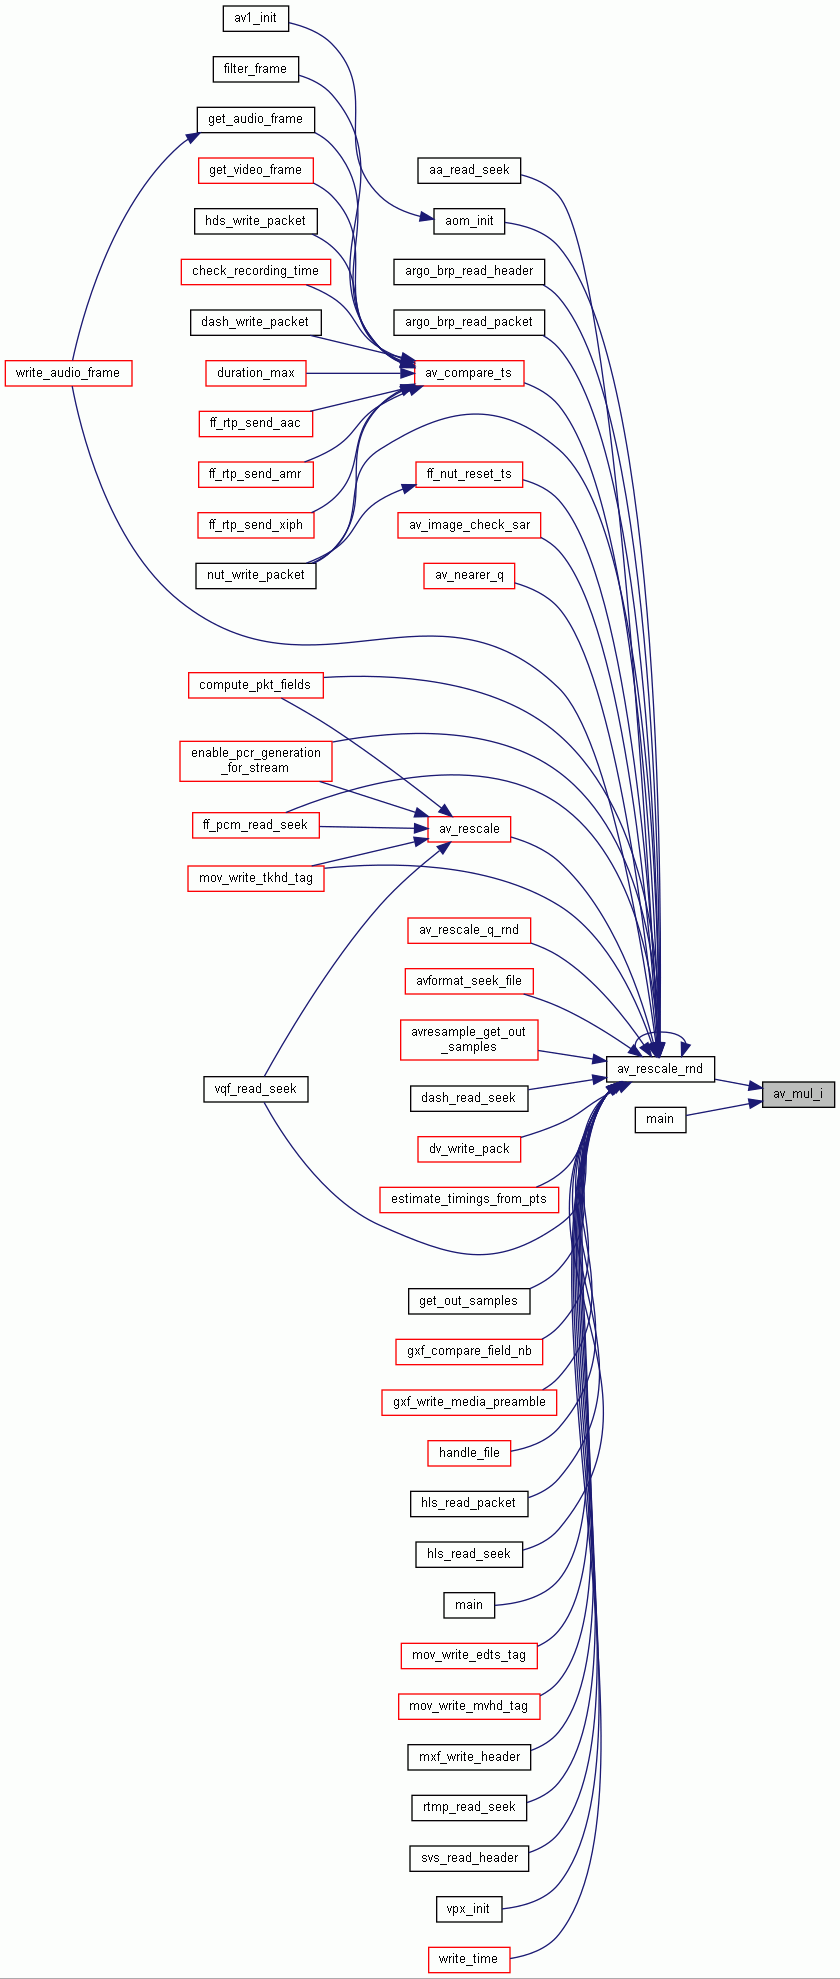 av1_init
filter_frame
get_audio_frame
get_video_frame
aa_read_seek
hds_write_packet
aom_init
check_recording_time
argo_brp_read_header
dash_write_packet
argo_brp_read_packet
write_audio_frame
duration_max
av_compare_ts
ff_rtp_send_aac
ff_rtp_send_amr
ff_nut_reset_ts
ff_rtp_send_xiph
av_image_check_sar
nut_write_packet
av_nearer_q
compute_pkt_fields
enable_pcr_generation
_for_stream
ff_pcm_read_seek
av_rescale
mov_write_tkhd_tag
av_rescale_q_rnd
avformat_seek_file
avresample_get_out
_samples
av_rescale_rnd
vqf_read_seek
dash_read_seek
av_mul_i
main
dv_write_pack
estimate_timings_from_pts
get_out_samples
gxf_compare_field_nb
gxf_write_media_preamble
handle_file
hls_read_packet
hls_read_seek
main
mov_write_edts_tag
mov_write_mvhd_tag
mxf_write_header
rtmp_read_seek
svs_read_header
vpx_init
write_time